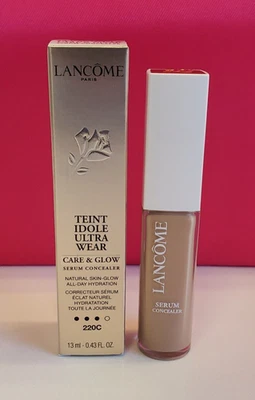 LANCÔME
PARIS
TEINT
IDOLE
ULTRA
WEAR
CARE & GLOW
SERUM CONCEALER
NATURAL SKIN-GLOW
ALL-DAY HYDRATION
CORRECTEUR SÉRUM
ÉCLAT NATUREL
HYDRATATION
TOUTE LA JOURNÉE
220C
13 ml · 0.43 FL. OZ.
LANCÔME
SERUM
CONCEALER